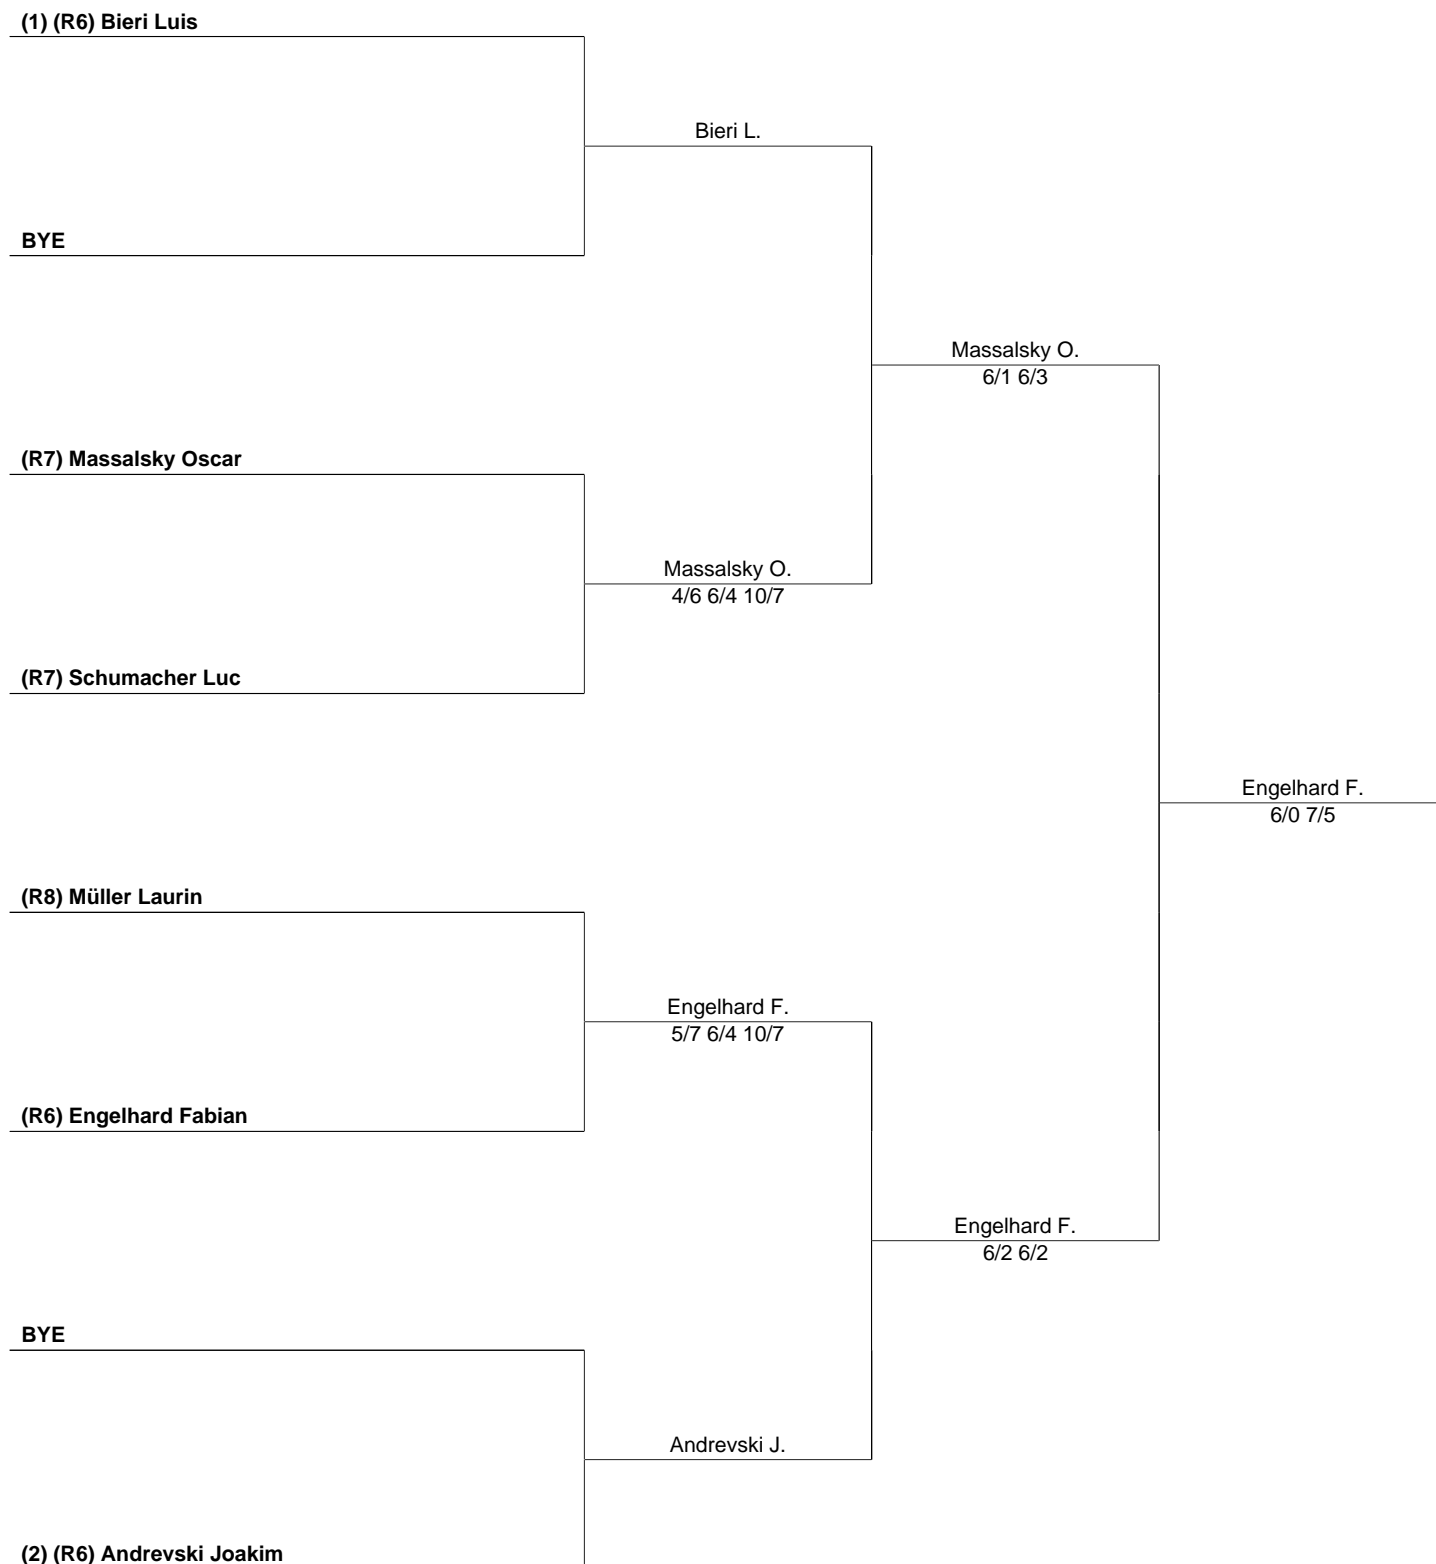 (1) (R6) Bieri Luis
Bieri L.
BYE
Massalsky O.
6/1 6/3
(R7) Massalsky Oscar
Massalsky O.
4/6 6/4 10/7
(R7) Schumacher Luc
Engelhard F.
6/0 7/5
(R8) Müller Laurin
Engelhard F.
5/7 6/4 10/7
(R6) Engelhard Fabian
Engelhard F.
6/2 6/2
BYE
Andrevski J.
(2) (R6) Andrevski Joakim